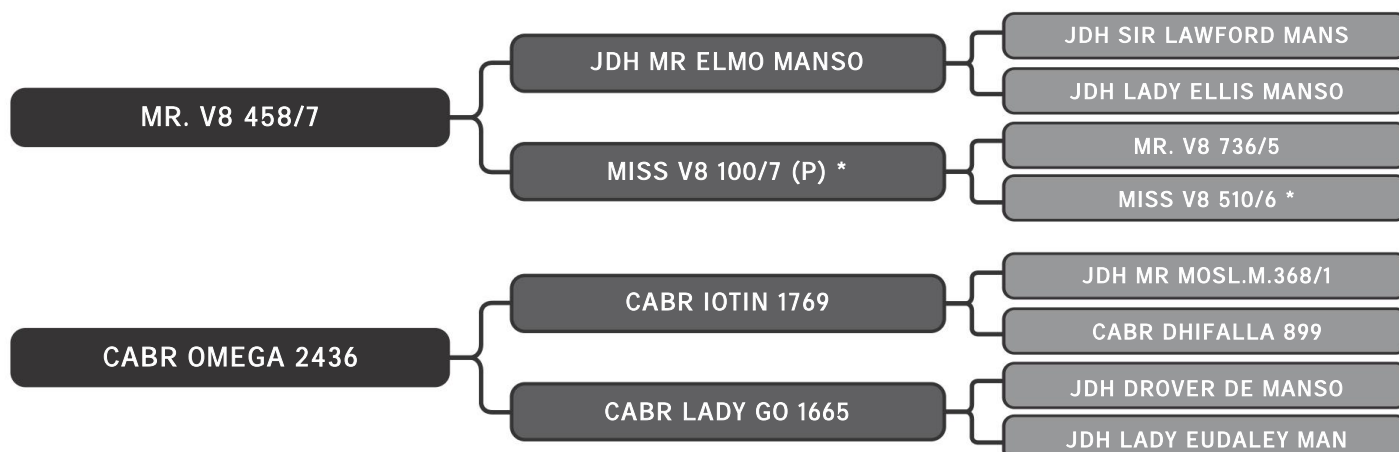 JDH SIR LAWFORD MANS
JDH MR ELMO MANSO
JDH LADY ELLIS MANSO
MR. V8 458/7
MR. V8 736/5
MISS V8 100/7 (P) *
MISS V8 510/6 *
JDH MR MOSL.M.368/1
CABR IOTIN 1769
CABR DHIFALLA 899
CABR OMEGA 2436
JDH DROVER DE MANSO
CABR LADY GO 1665
JDH LADY EUDALEY MAN